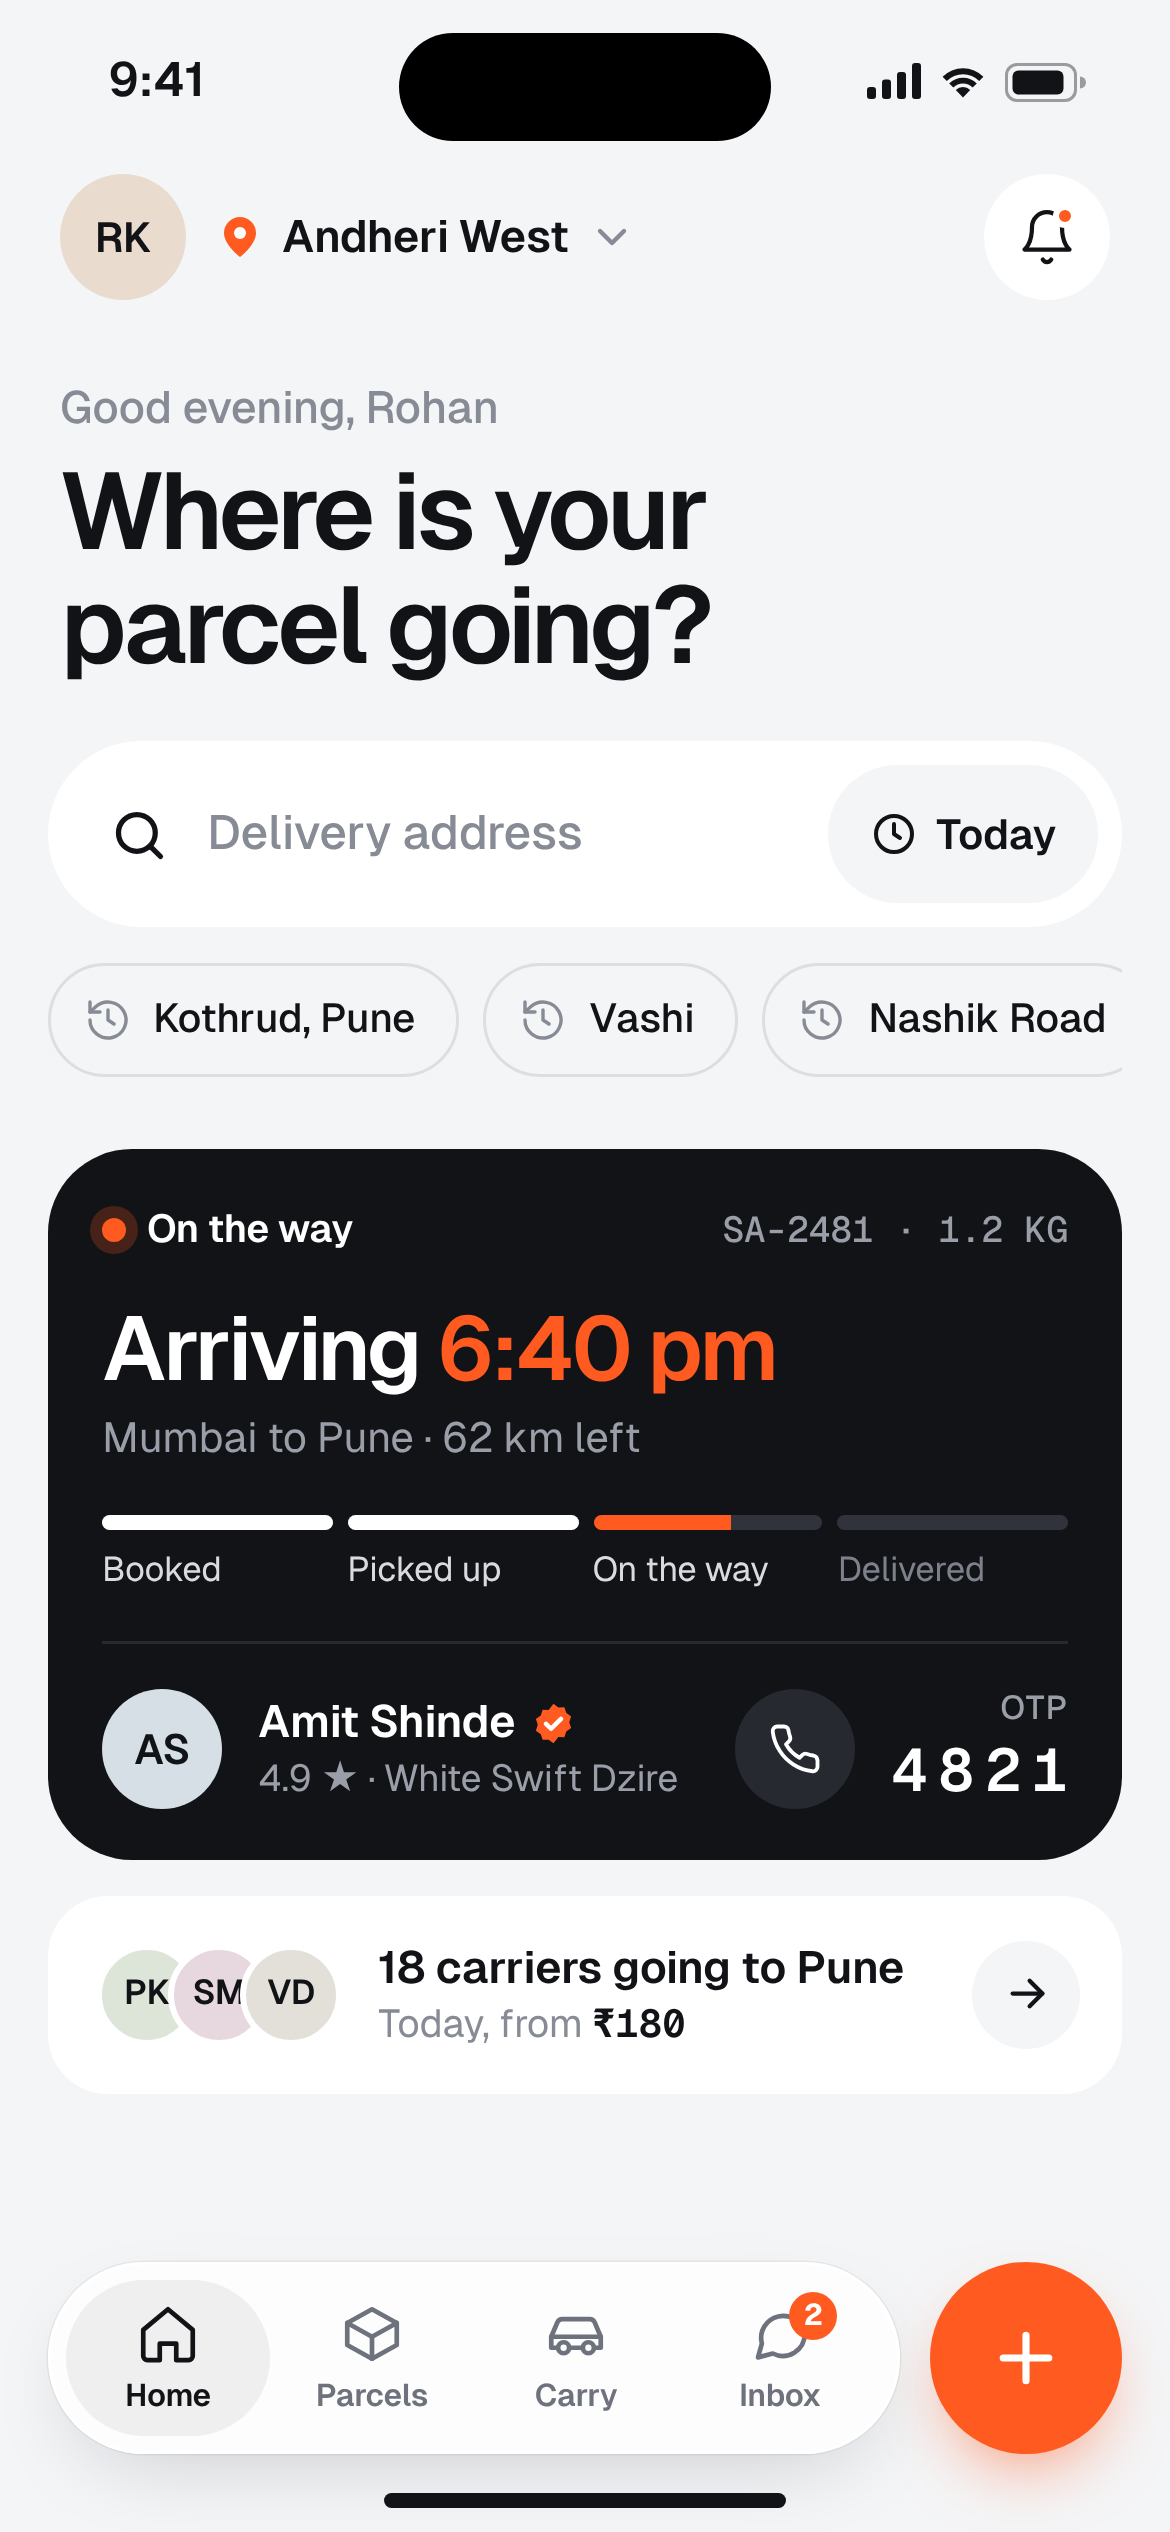 9:41
RK
Andheri West
Good evening, Rohan
Where is your
parcel going?
Delivery address
Today
Kothrud, Pune
Vashi
Nashik Road
On the way
SA-2481 · 1.2 KG
Arriving 6:40 pm
Mumbai to Pune · 62 km left
Booked
Picked up
On the way
Delivered
AS
Amit Shinde
4.9 ★ · White Swift Dzire
OTP
4821
PK
SM
VD
18 carriers going to Pune
Today, from ₹180
Home
Parcels
Carry
2
Inbox